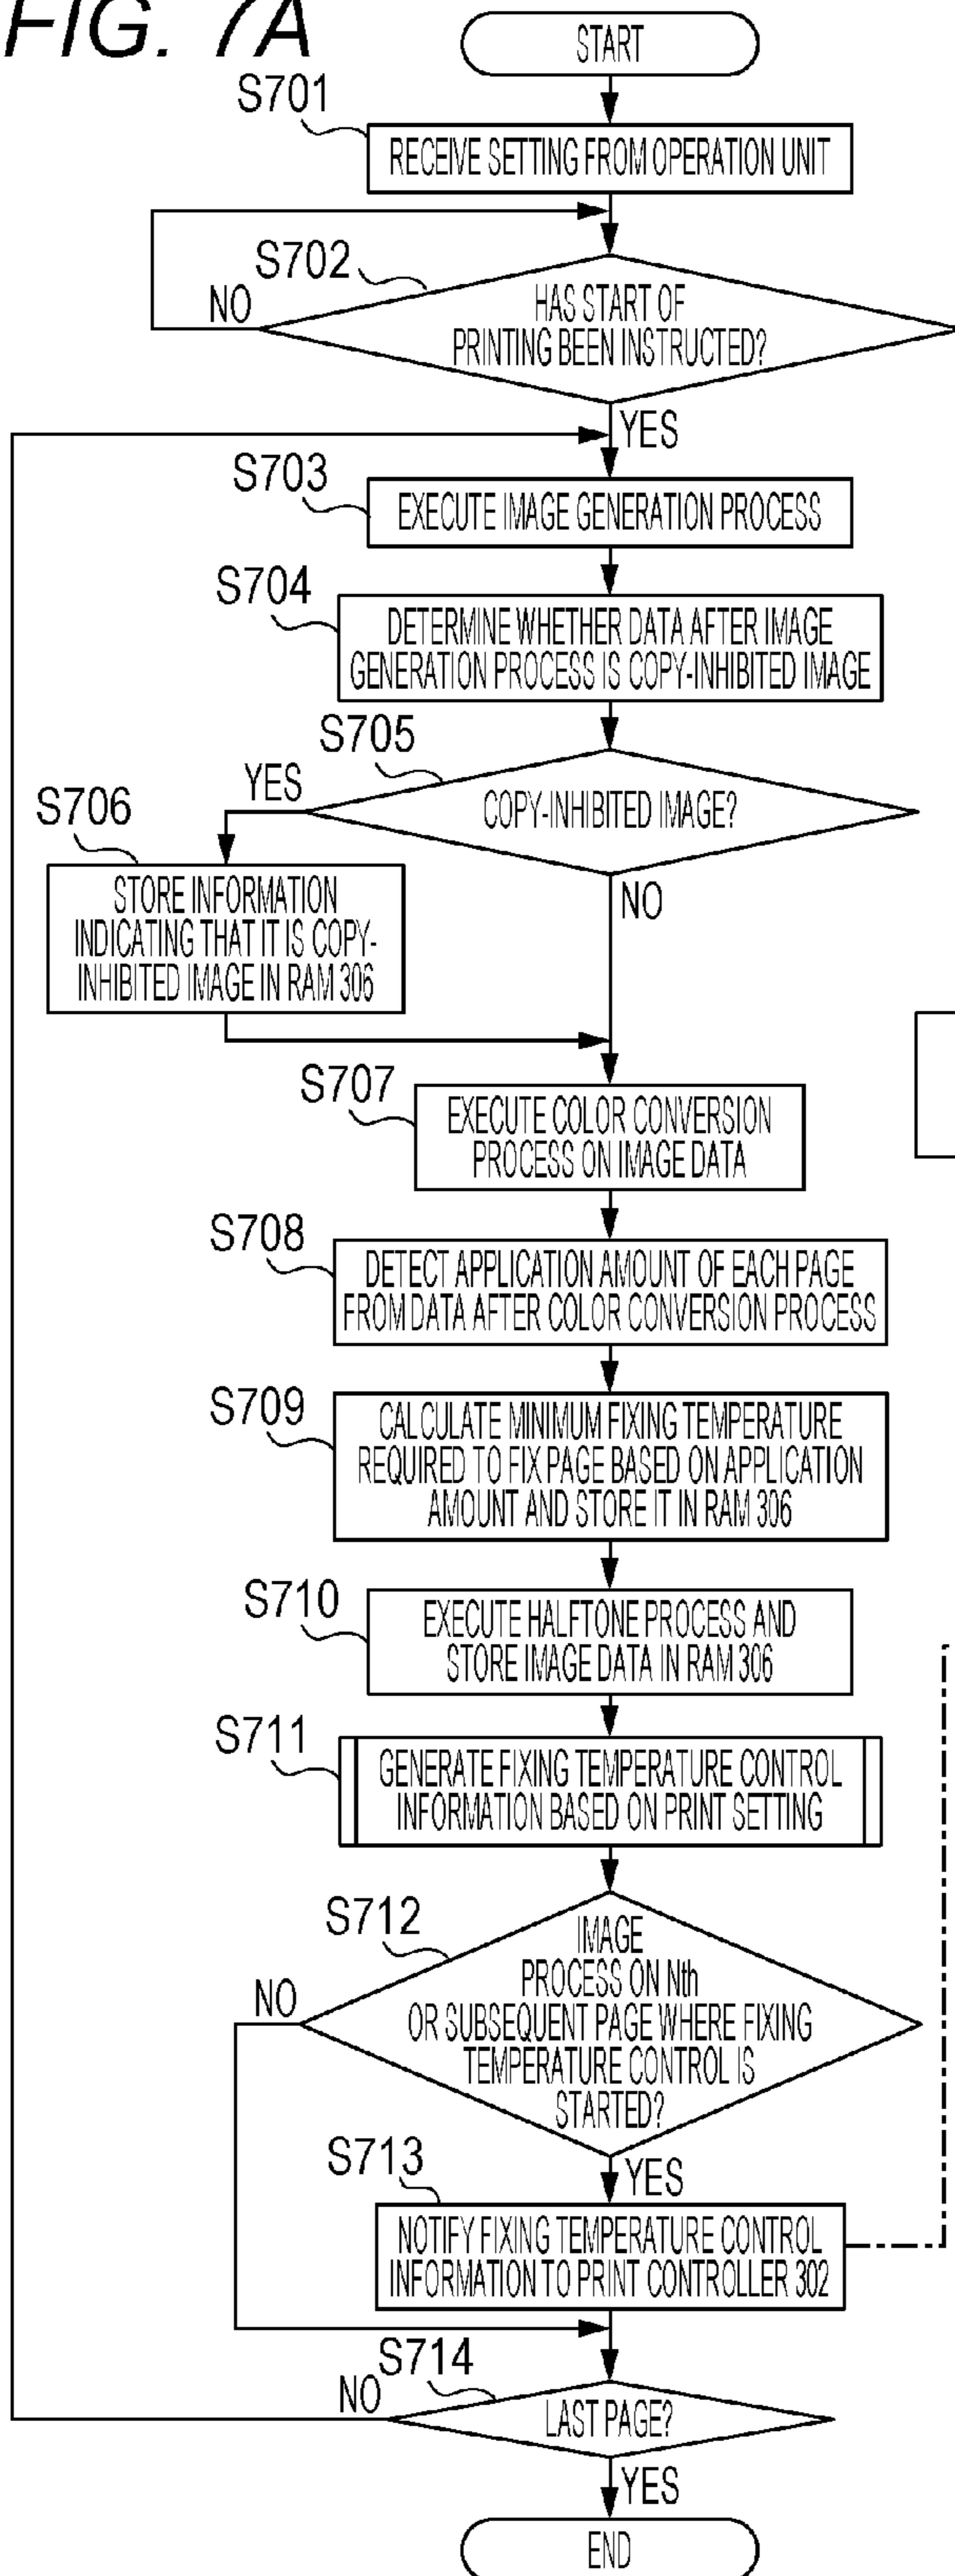 FIG. 7A
START
S701
RECEIVE SETTING FROM OPERATION UNIT
S702
NO
HAS START OF
PRINTING BEEN INSTRUCTED?
YES
S703
EXECUTE IMAGE GENERATION PROCESS
S704
DETERMINE WHETHER DATA AFTER IMAGE
GENERATION PROCESS IS COPY-INHIBITED IMAGE
S705
YES
COPY-INHIBITED IMAGE?
S706
NO
STORE INFORMATION
INDICATING THAT IT IS COPY-
INHIBITED IMAGE IN RAM 306
S707
EXECUTE COLOR CONVERSION
PROCESS ON IMAGE DATA
S708
DETECT APPLICATION AMOUNT OF EACH PAGE
FROM DATA AFTER COLOR CONVERSION PROCESS
S709
CALCULATE MINIMUM FIXING TEMPERATURE
REQUIRED TO FIX PAGE BASED ON APPLICATION
AMOUNT AND STORE IT IN RAM 306
S710
EXECUTE HALFTONE PROCESS AND
STORE IMAGE DATA IN RAM 306
S711
GENERATE FIXING TEMPERATURE CONTROL
INFORMATION BASED ON PRINT SETTING
S712
NO
IMAGE
PROCESS ON Nth
OR SUBSEQUENT PAGE WHERE FIXING
TEMPERATURE CONTROL IS
STARTED?
YES
S713
NOTIFY FIXING TEMPERATURE CONTROL
INFORMATION TO PRINT CONTROLLER 302
S714
NO
LAST PAGE?
YES
END